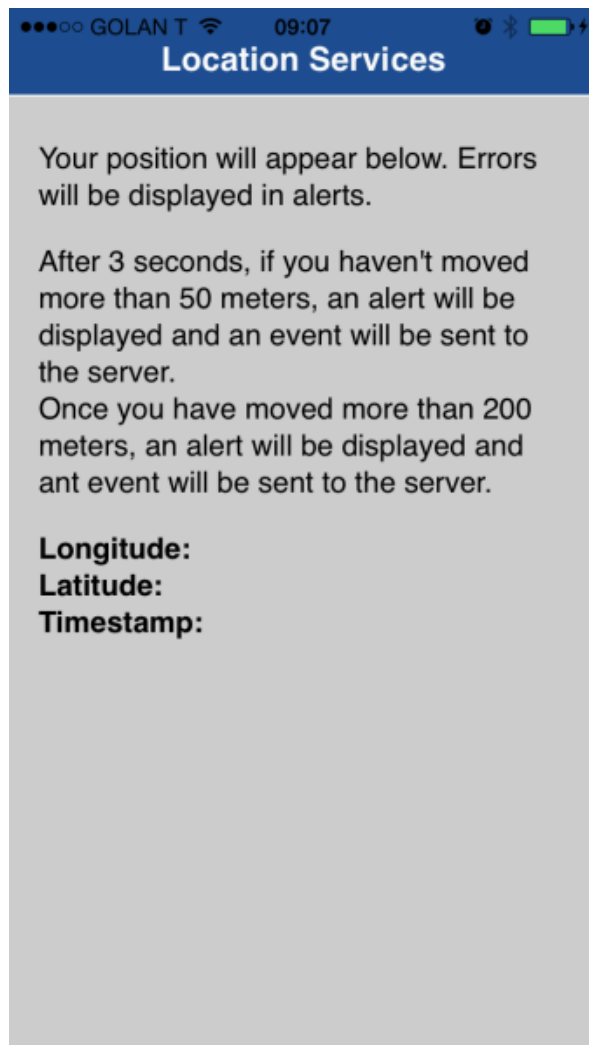 GOLAN T 09:07
Location Services
Your position will appear below. Errors
will be displayed in alerts.
After 3 seconds, if you haven't moved
more than 50 meters, an alert will be
displayed and an event will be sent to
the server.
Once you have moved more than 200
meters, an alert will be displayed and
ant event will be sent to the server.
Longitude:
Latitude:
Timestamp: